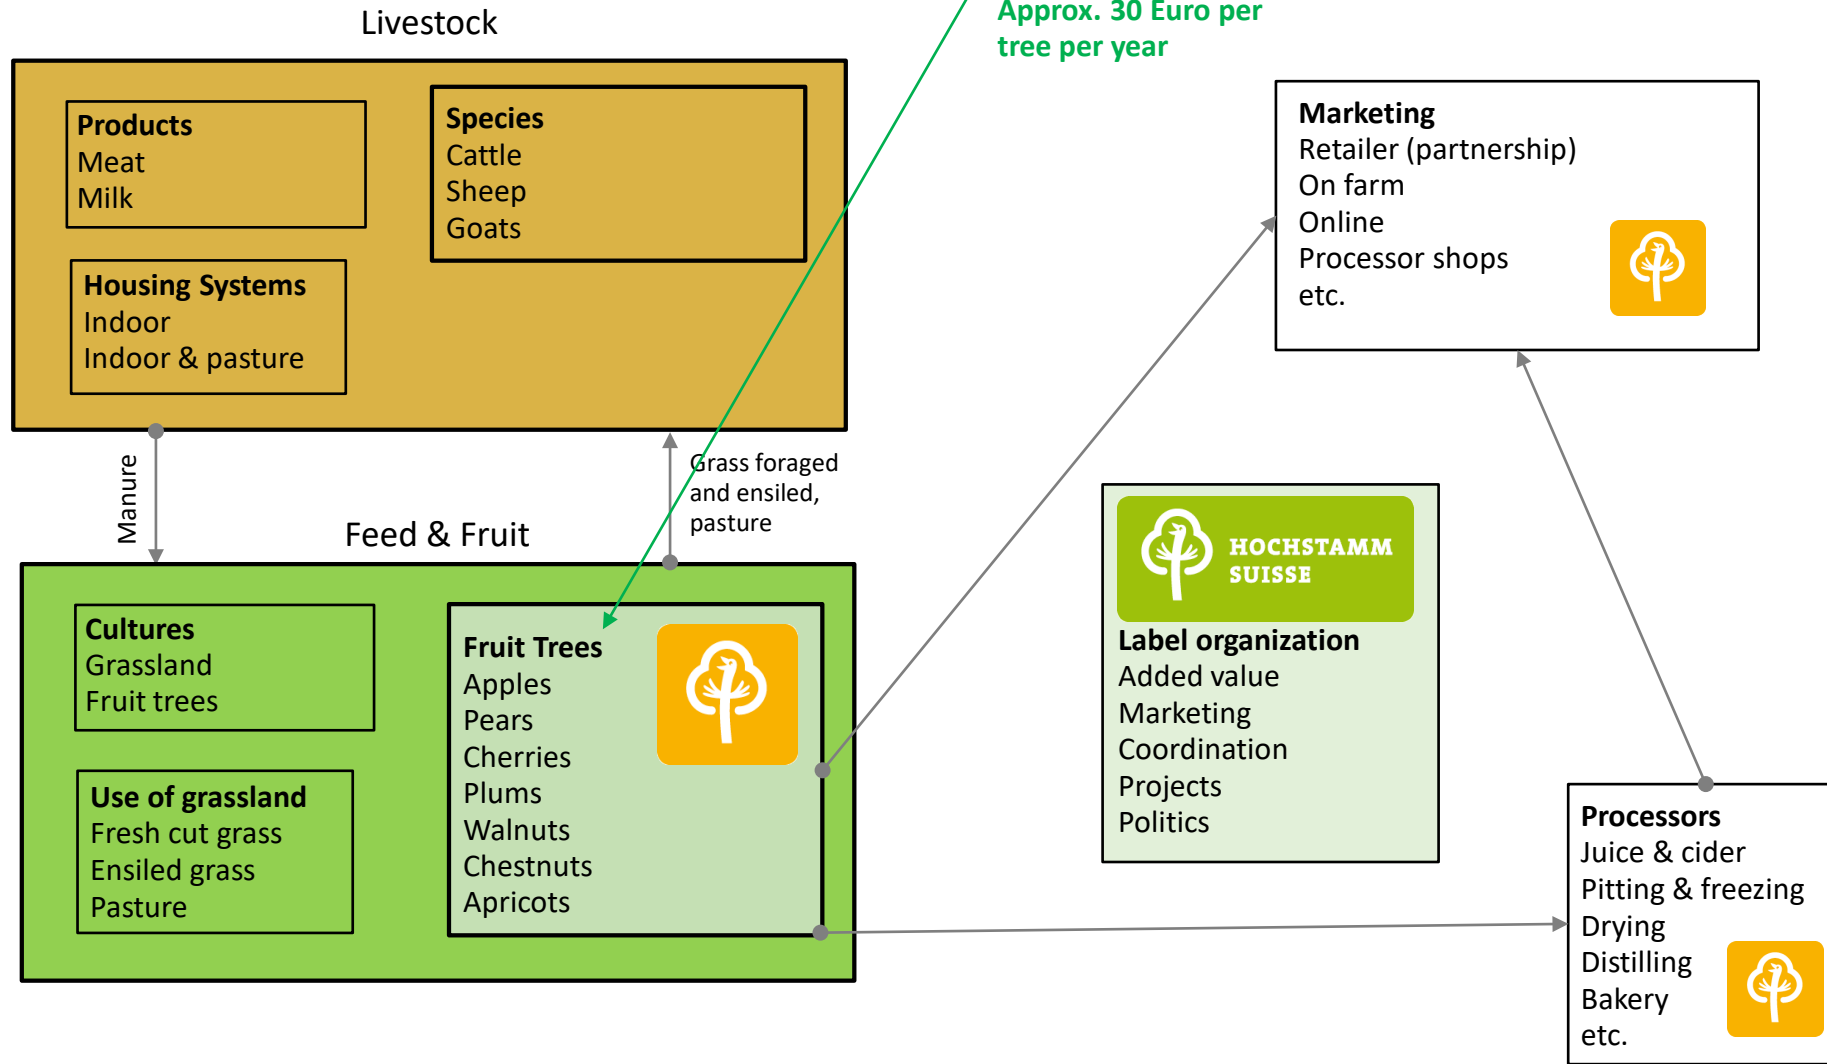 Livestock
Approx. 30 Euro per
tree per year
Products
Meat
Milk
Species
Cattle
Sheep
Goats
Housing Systems
Indoor
Indoor & pasture
Marketing
Retailer (partnership)
On farm
Online
Processor shops
etc.
Manure
Grass foraged
and ensiled,
pasture
Feed & Fruit
Cultures
Grassland
Fruit trees
Use of grassland
Fresh cut grass
Ensiled grass
Pasture
Fruit Trees
Apples
Pears
Cherries
Plums
Walnuts
Chestnuts
Apricots
HOCHSTAMM
SUISSE
Label organization
Added value
Marketing
Coordination
Projects
Politics
Processors
Juice & cider
Pitting & freezing
Drying
Distilling
Bakery
etc.